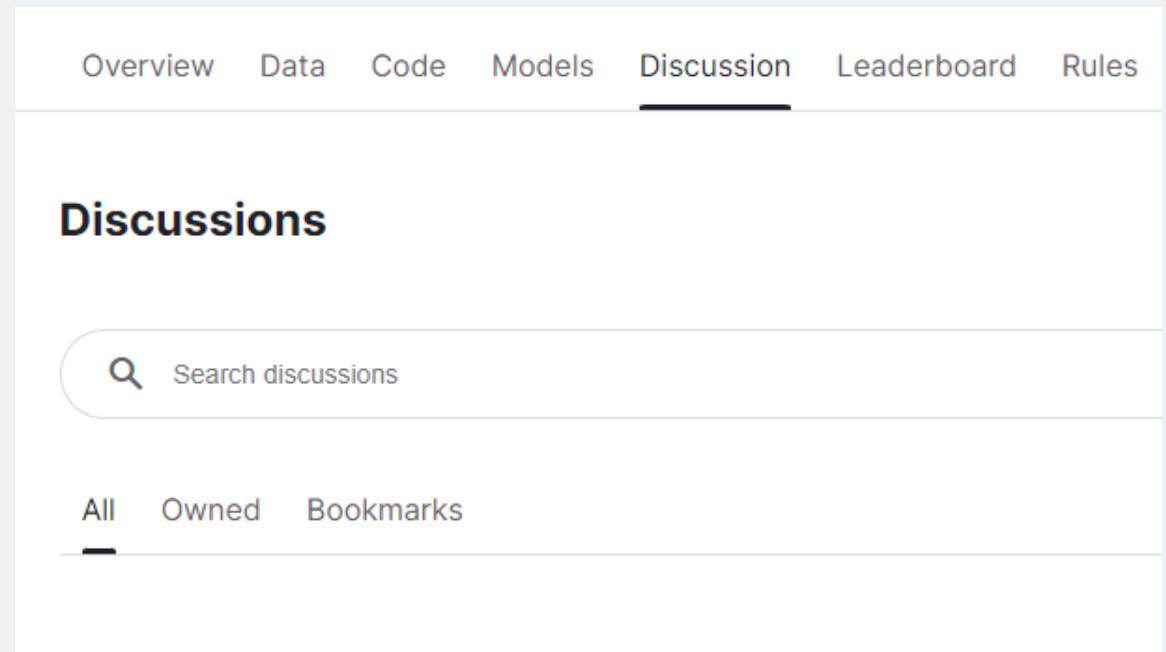 Overview Data Code Models Discussion Leaderboard Rules
Discussions
Search discussions
All Owned Bookmarks